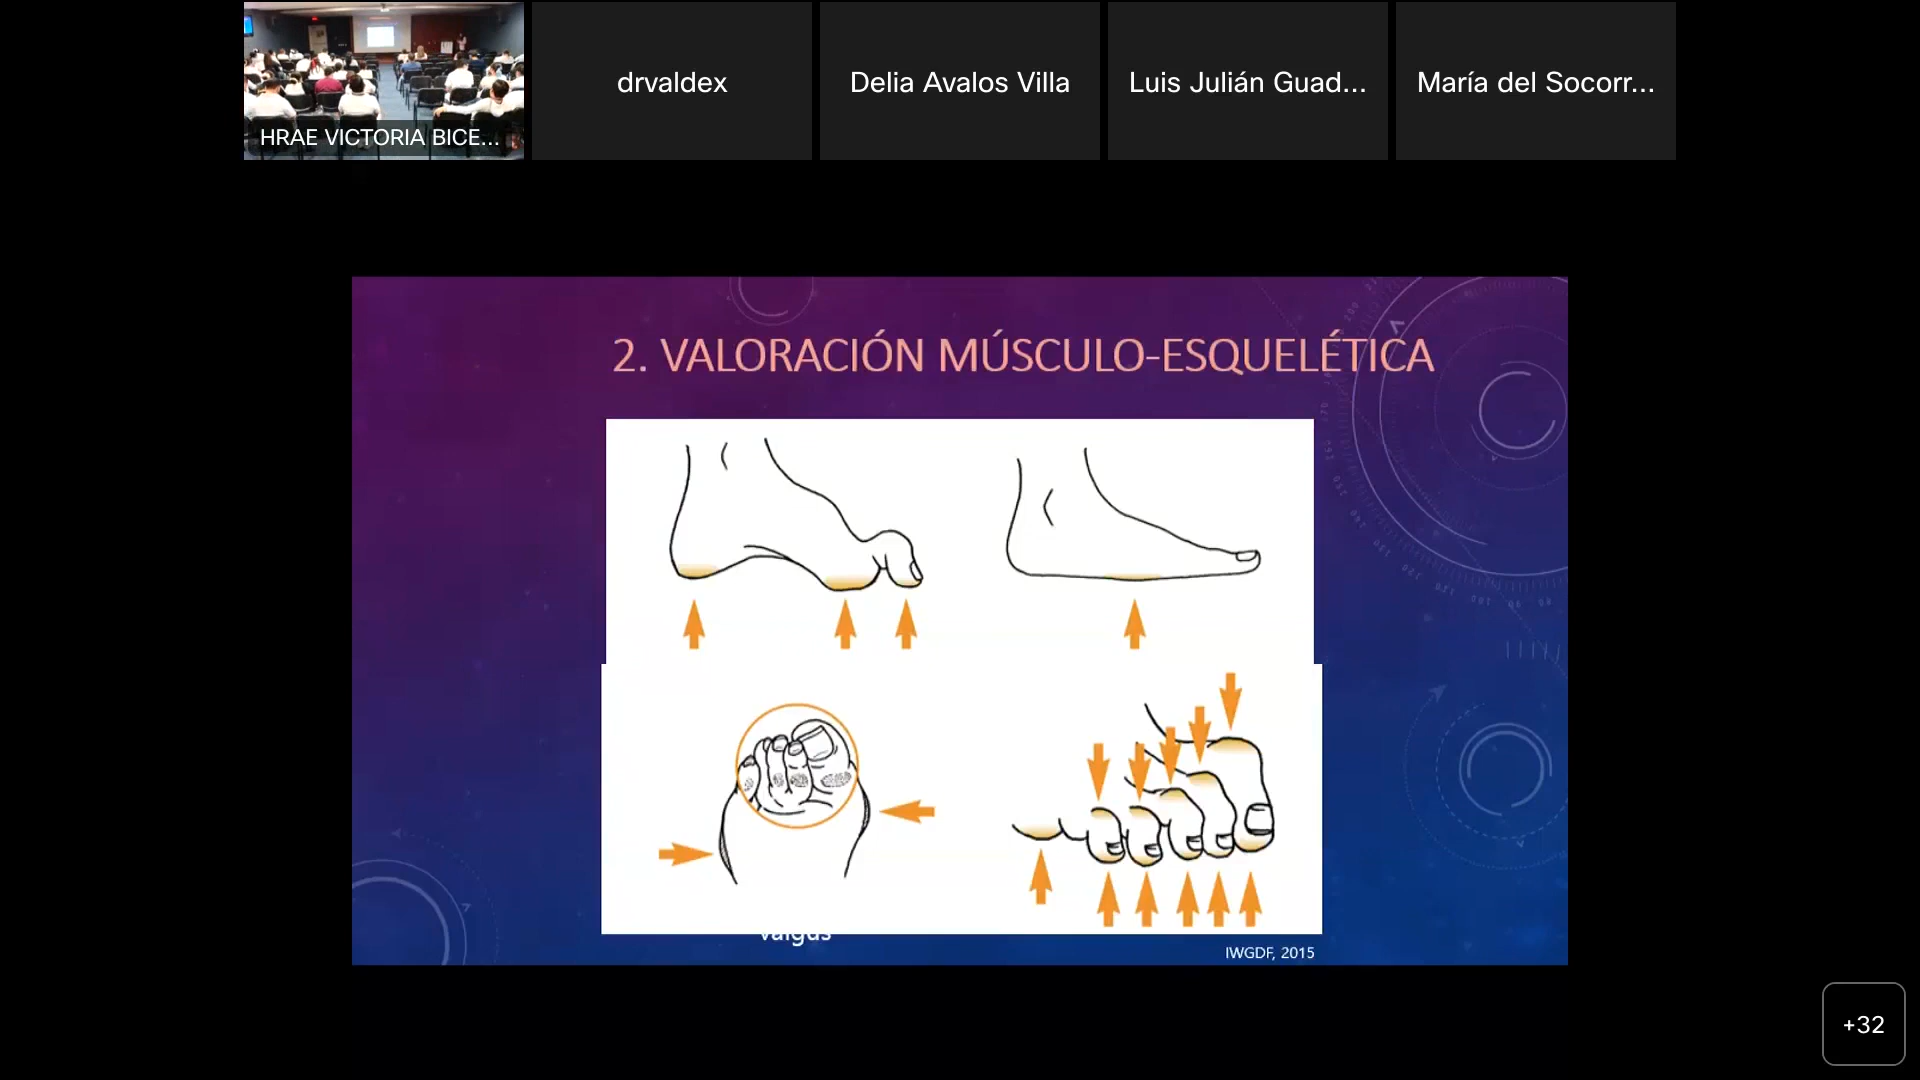 HRAE VICTORIA BICE...
drvaldex
Delia Avalos Villa
Luis Julián Guad...
María del Socorr...
2. VALORACIÓN MÚSCULO-ESQUELÉTICA
valgus
IWGDF, 2015
+32